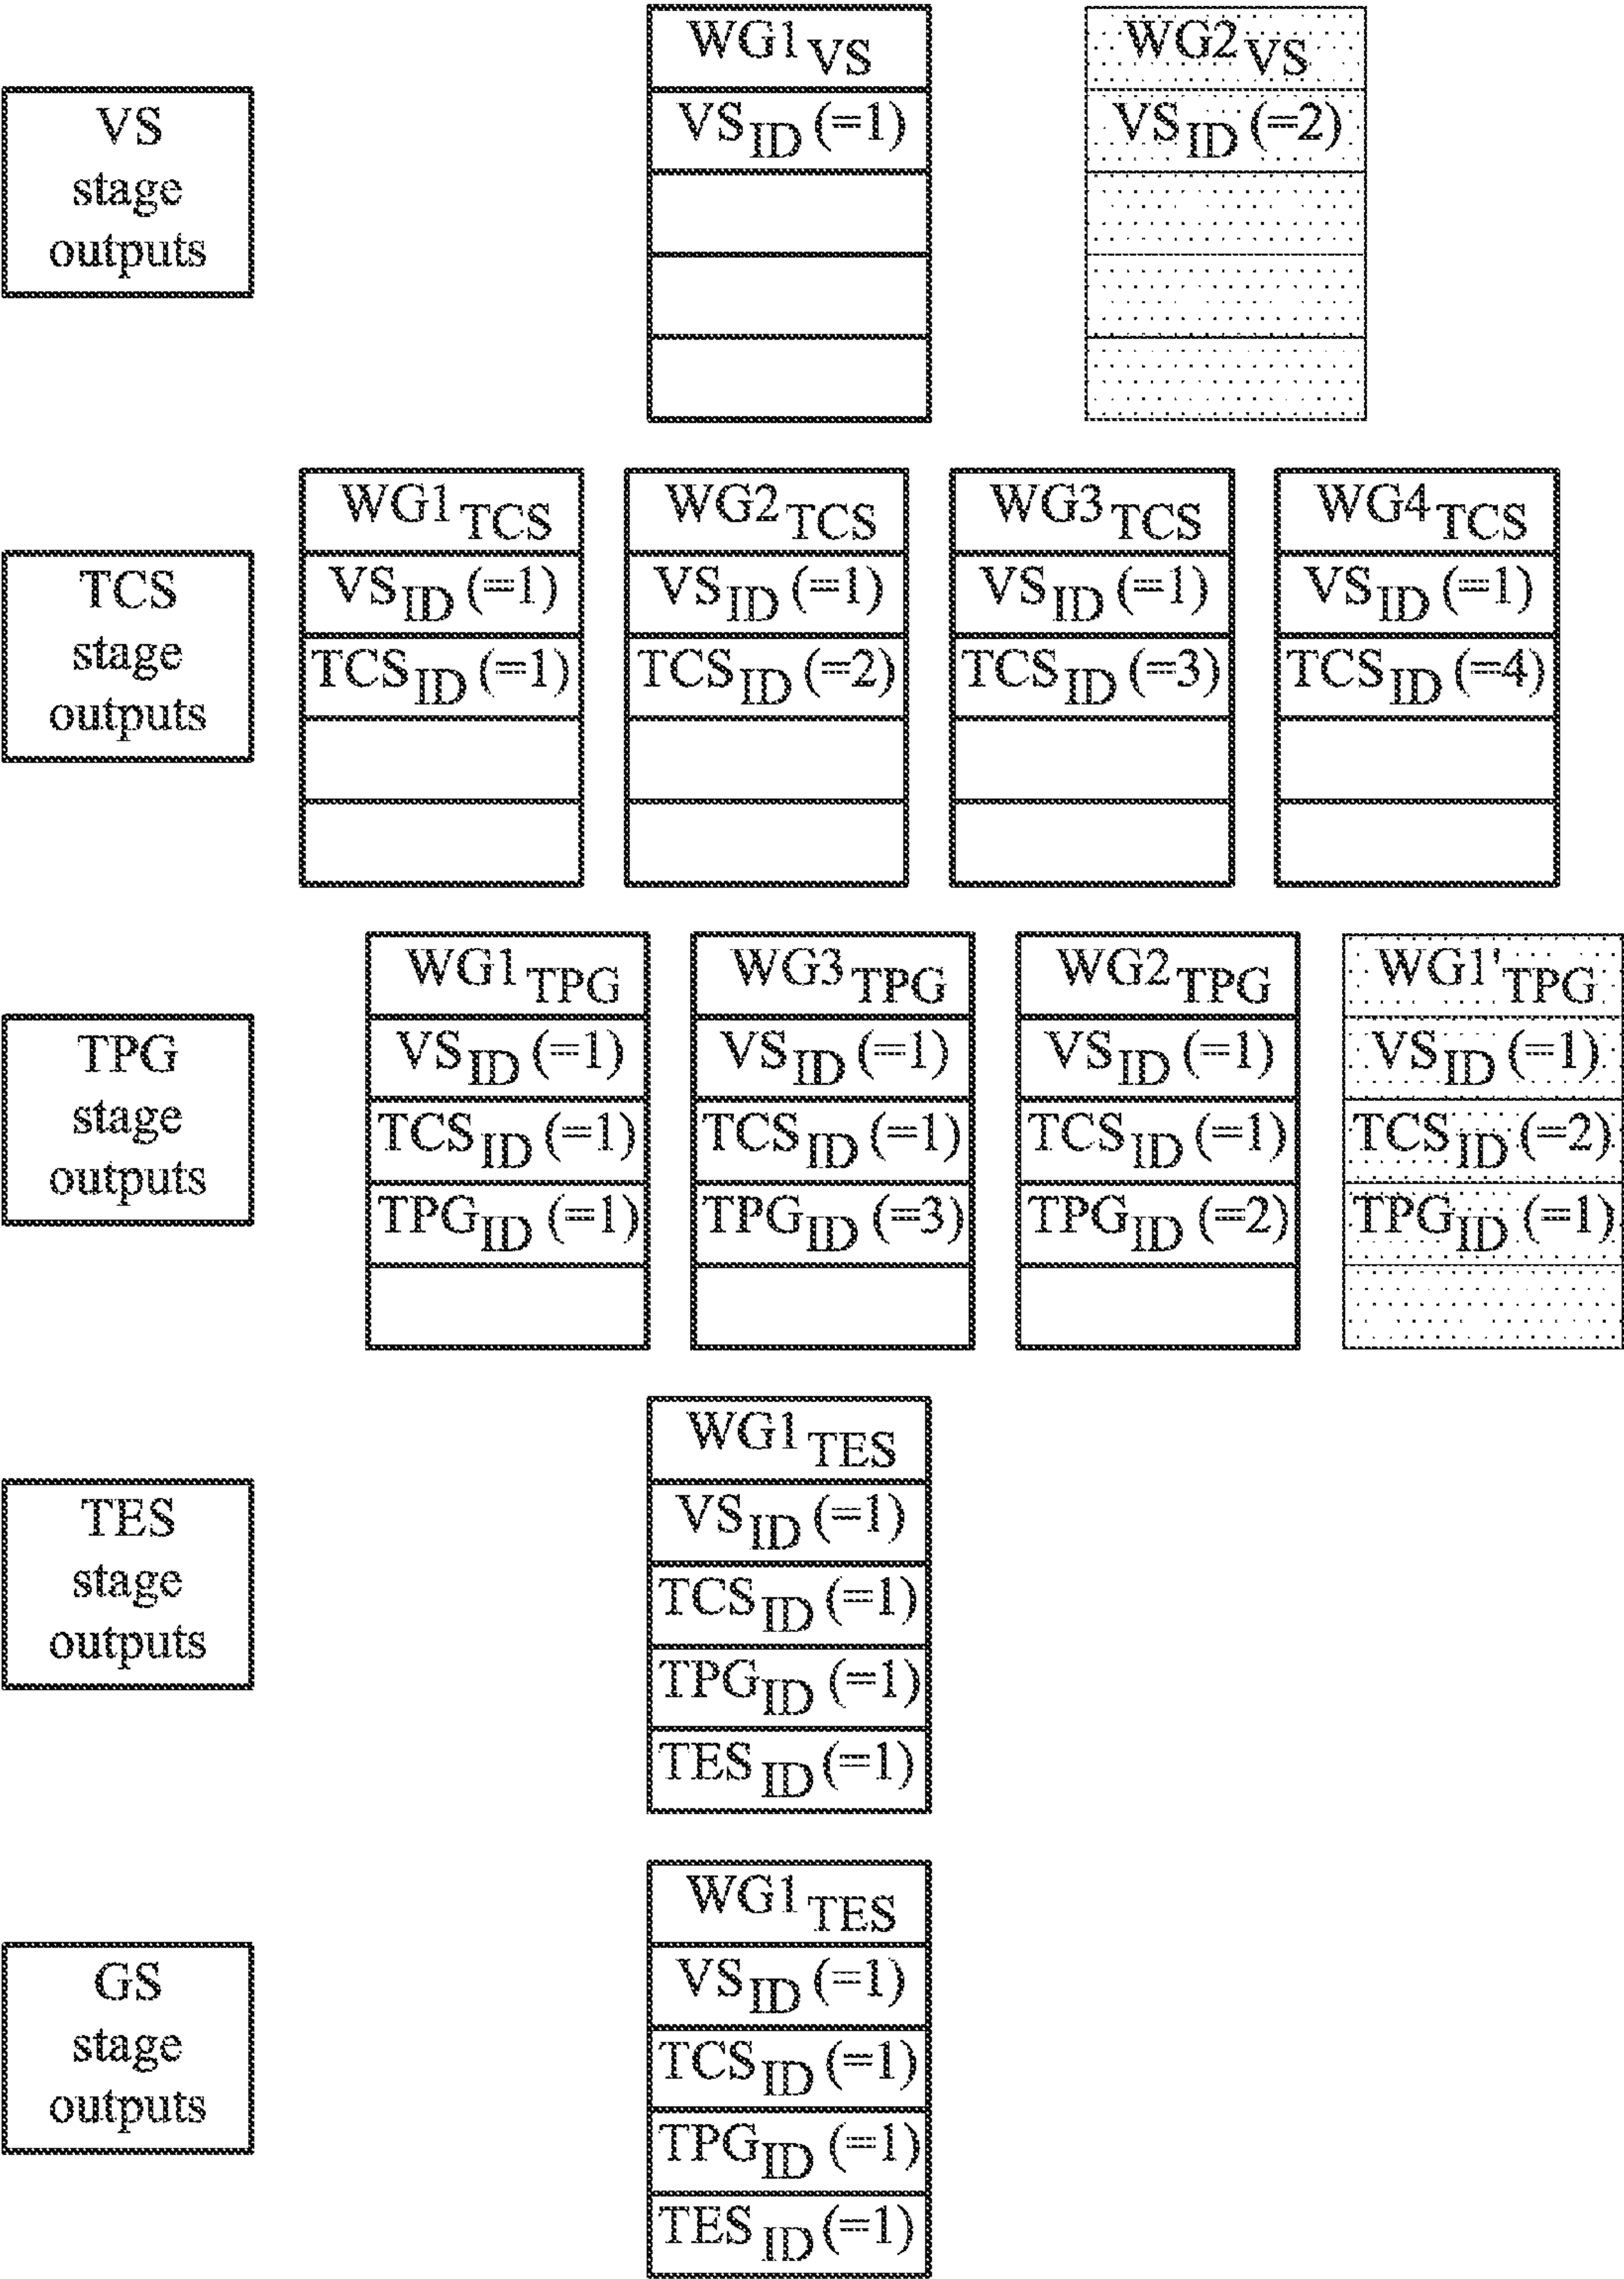 WG1VS WG2VS
VS stage outputs
VSID (=1) VSID (=2)
WG1TCS WG2TCS WG3TCS WG4TCS
TCS stage outputs
VSID (=1) VSID (=1) VSID (=1) VSID (=1)
TCSID (=1) TCSID (=2) TCSID (=3) TCSID (=4)
WG1TPG WG3TPG WG2TPG WG1'TPG
TPG stage outputs
VSID (=1) VSID (=1) VSID (=1) VSID (=1)
TCSID (=1) TCSID (=1) TCSID (=1) TCSID (=2)
TPGID (=1) TPGID (=3) TPGID (=2) TPGID (=1)
WG1TES
TES stage outputs
VSID (=1)
TCSID (=1)
TPGID (=1)
TESID (=1)
WG1TES
GS stage outputs
VSID (=1)
TCSID (=1)
TPGID (=1)
TESID (=1)